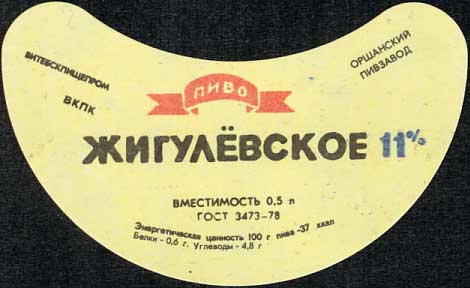 ВИТЕБСКПИЩЕПРОМ
ВКПК
ОРШАНСКИЙ
ПИВЗАВОД
ПИВО
ЖИГУЛЁВСКОЕ 11%
ВМЕСТИМОСТЬ 0,5 л
ГОСТ 3473-78
Энергетическая ценность 100 г пива -37 ккал
Белки - 0,6 г. Углеводы - 4,8 г